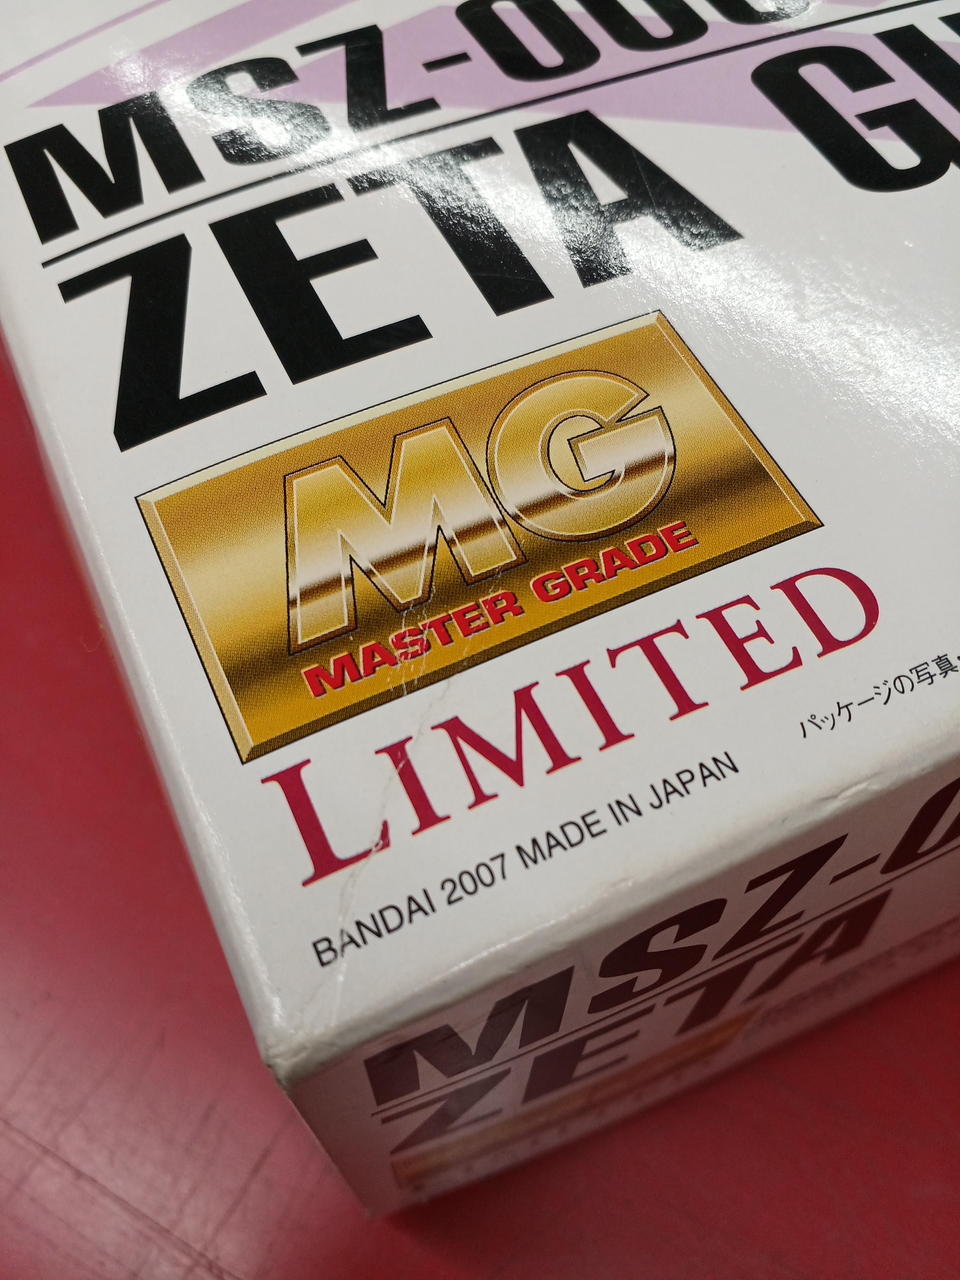 MSZ-006
ZETA GU
MG
MASTER GRADE
LIMITED
BANDAI 2007 MADE IN JAPAN
パッケージの写真・
MSZ-0
ZETA